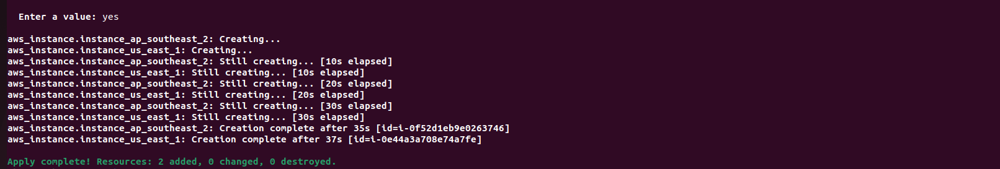 Enter a value: yes
aws_instance.instance_ap_southeast_2: Creating...
aws_instance.instance_us_east_1: Creating...
aws_instance.instance_ap_southeast_2: Still creating... [10s elapsed]
aws_instance.instance_us_east_1: Still creating... [10s elapsed]
aws_instance.instance_ap_southeast_2: Still creating... [20s elapsed]
aws_instance.instance_us_east_1: Still creating... [20s elapsed]
aws_instance.instance_ap_southeast_2: Still creating... [30s elapsed]
aws_instance.instance_us_east_1: Still creating... [30s elapsed]
aws_instance.instance_ap_southeast_2: Creation complete after 35s [id=i-0f52d1eb9e0263746]
aws_instance.instance_us_east_1: Creation complete after 37s [id=i-0e44a3a708e74a7fe]
Apply complete! Resources: 2 added, 0 changed, 0 destroyed.